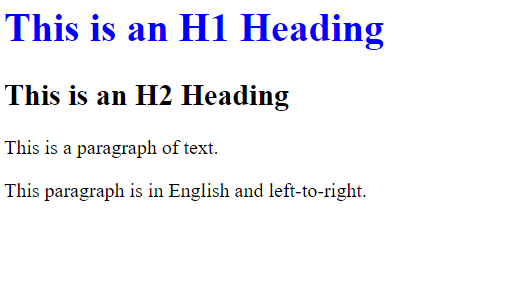 This is an H1 Heading
This is an H2 Heading
This is a paragraph of text.
This paragraph is in English and left-to-right.